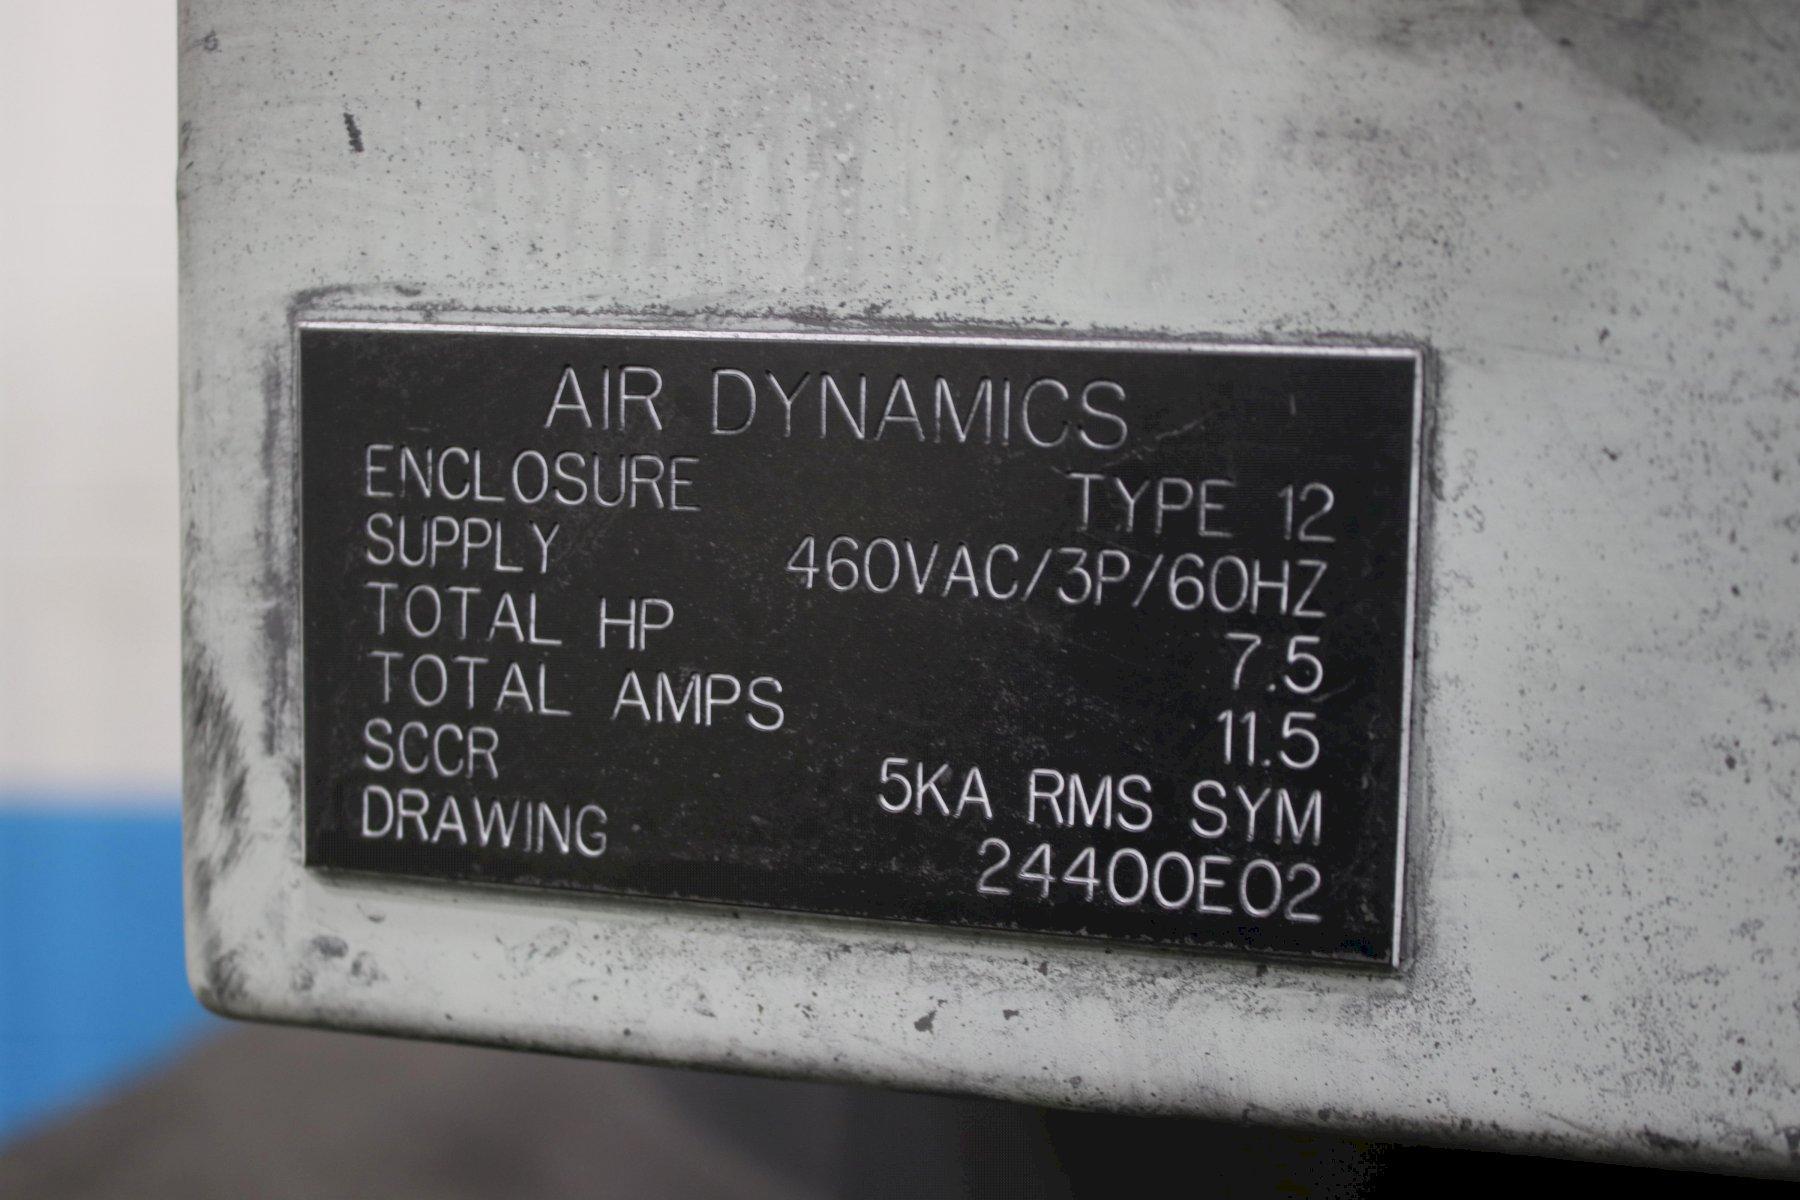 AIR DYNAMICS
ENCLOSURE TYPE 12
SUPPLY 460VAC/3P/60HZ
TOTAL HP 7.5
TOTAL AMPS 11.5
SCCR 5KA RMS SYM
DRAWING 24400E02